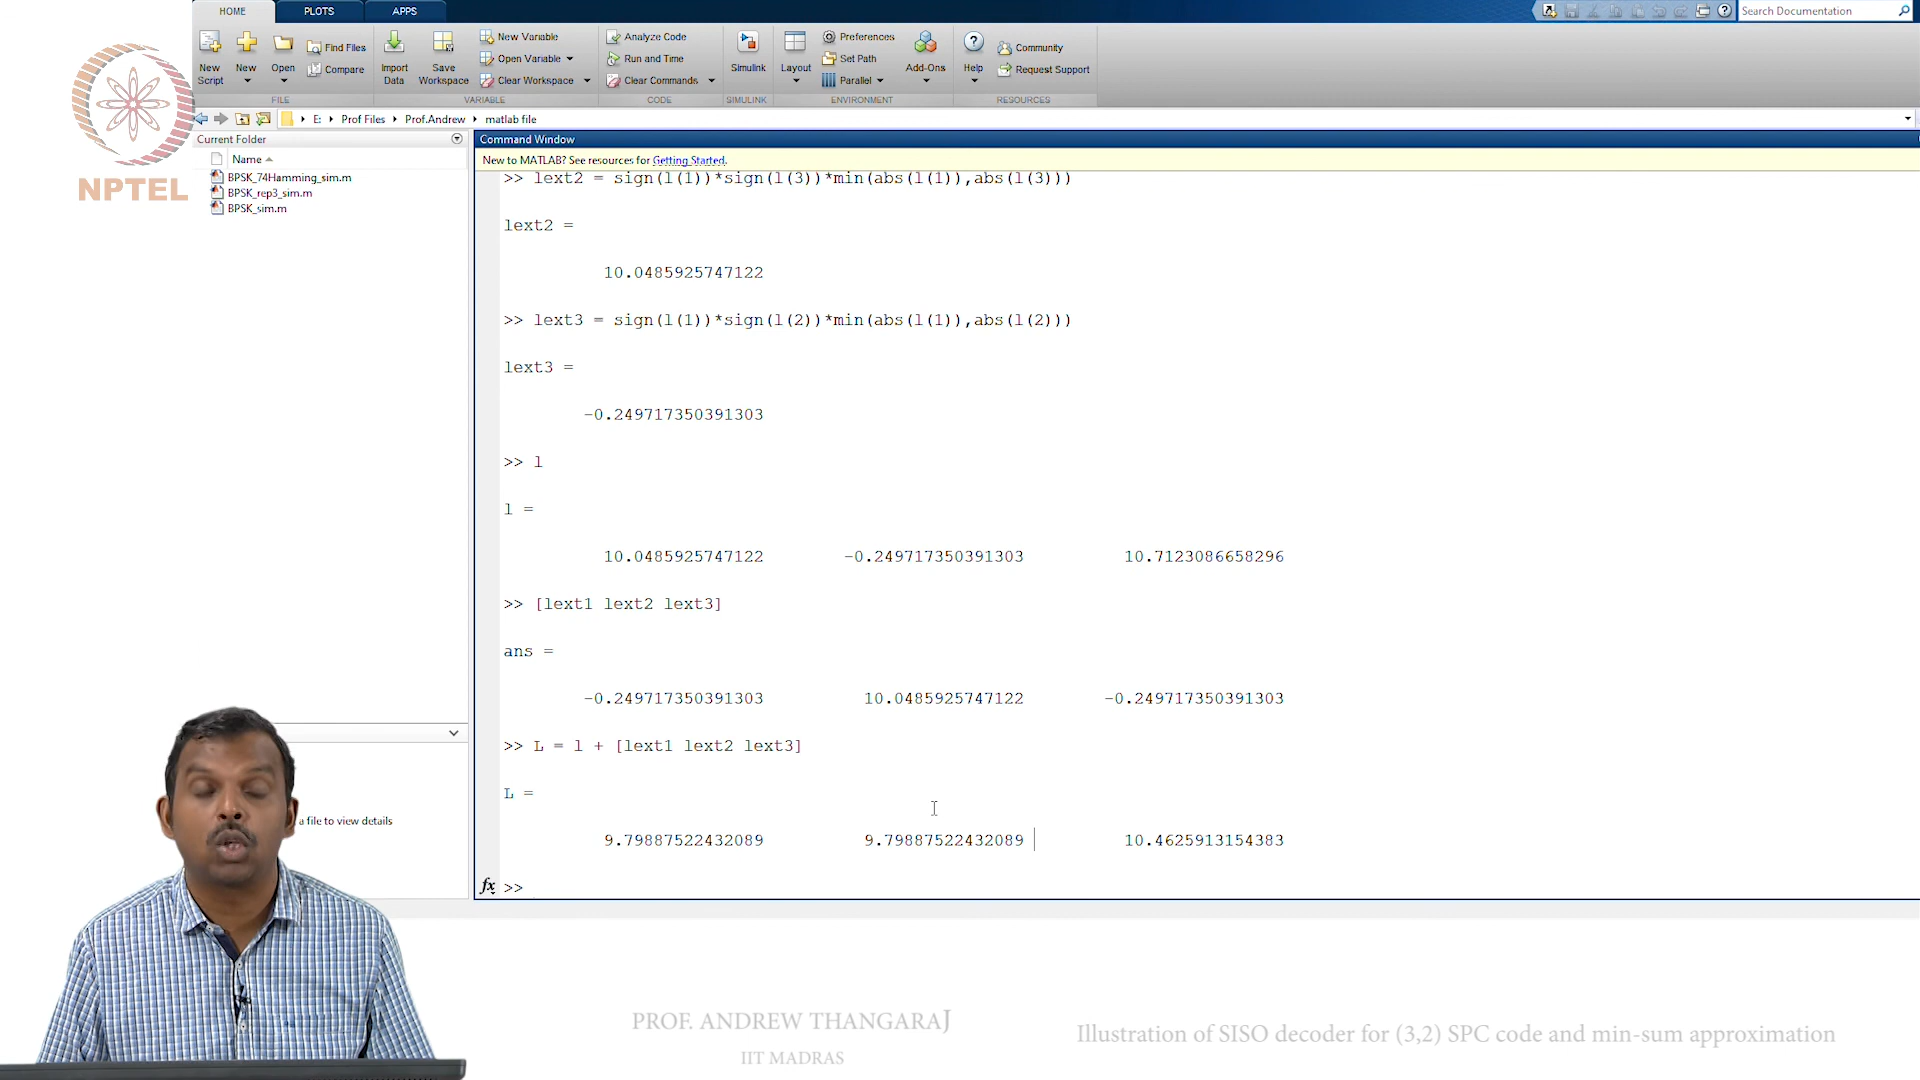 HOME PLOTS APPS
Search Documentation
New Script
New
Open
Find Files
Compare
Import Data
Save Workspace
New Variable
Open Variable
Clear Workspace
Analyze Code
Run and Time
Clear Commands
Simulink
Layout
Preferences
Set Path
Parallel
Add-Ons
Help
Community
Request Support
FILE VARIABLE CODE SIMULINK ENVIRONMENT RESOURCES
E: Prof Files Prof.Andrew matlab file
NPTEL
Current Folder
Name
BPSK_74Hamming_sim.m
BPSK_rep3_sim.m
BPSK_sim.m
a file to view details
Command Window
New to MATLAB? See resources for Getting Started.
>> lext2 = sign(l(1))*sign(l(3))*min(abs(l(1)),abs(l(3)))
lext2 =
10.0485925747122
>> lext3 = sign(l(1))*sign(l(2))*min(abs(l(1)),abs(l(2)))
lext3 =
-0.249717350391303
>> l
l =
10.0485925747122 -0.249717350391303 10.7123086658296
>> [lext1 lext2 lext3]
ans =
-0.249717350391303 10.0485925747122 -0.249717350391303
>> L = l + [lext1 lext2 lext3]
L =
9.79887522432089 9.79887522432089 10.4625913154383
fx >>
PROF. ANDREW THANGARAJ
IIT MADRAS
Illustration of SISO decoder for (3,2) SPC code and min-sum approximation